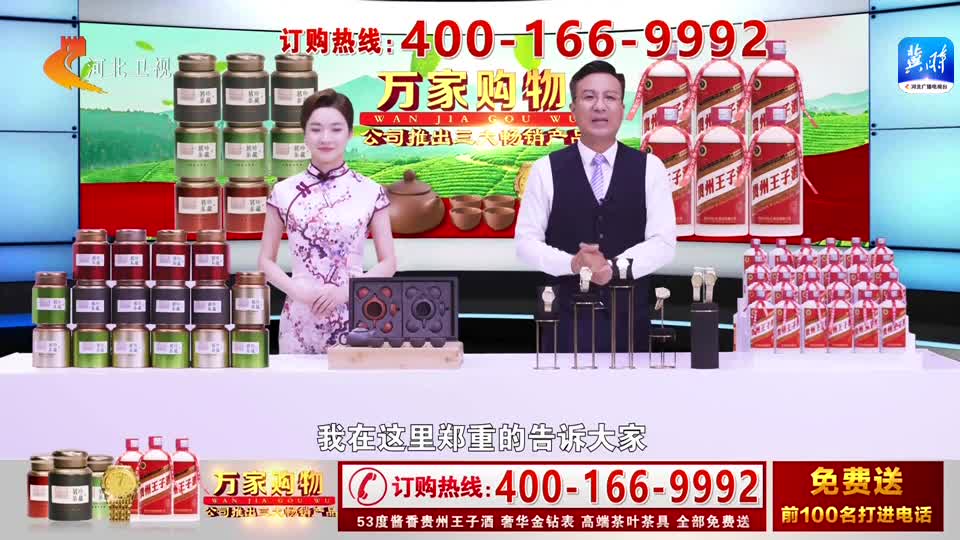 河北卫视
订购热线:400-166-9992
冀时
河北广播电视台
万家购物
WAN JIA GOU WU
公司推出三大畅销产品
贵州王子酒
我在这里郑重的告诉大家
万家购物
WAN JIA GOU WU
公司推出三大畅销产品
订购热线:400-166-9992
53度酱香贵州王子酒 奢华金钻表 高端茶叶茶具 全部免费送
免费送
前100名打进电话